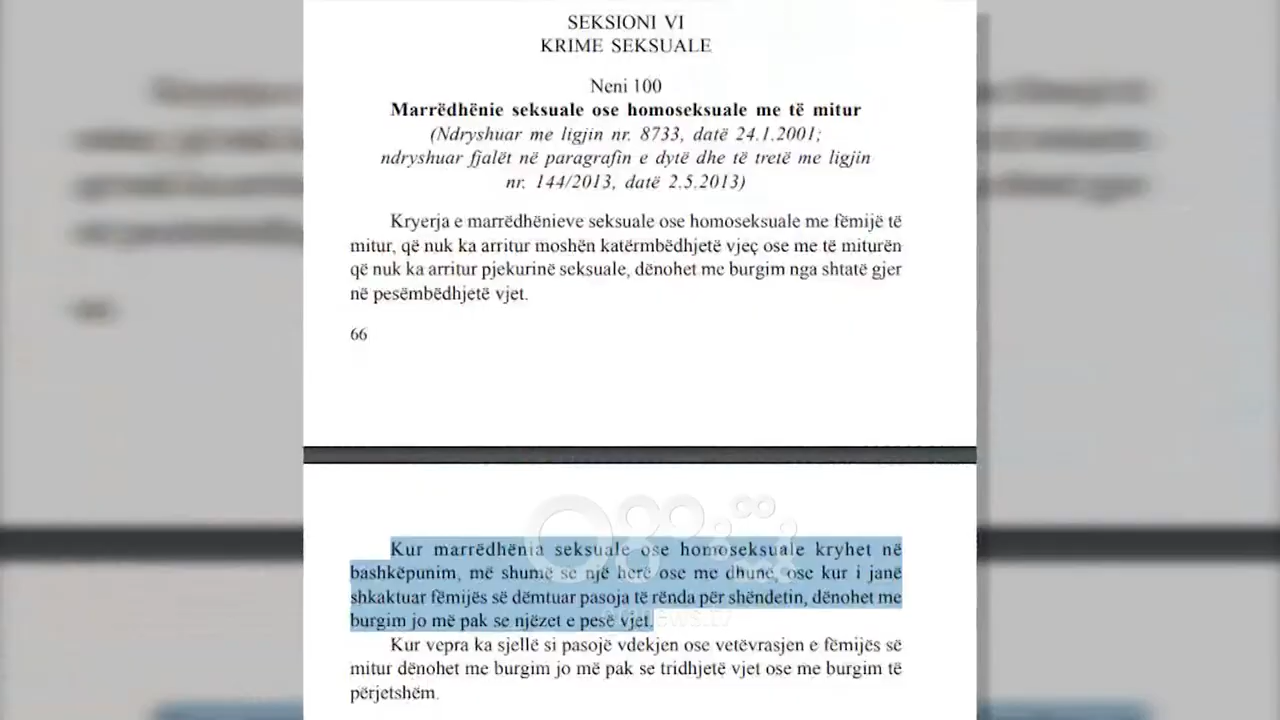 SEKSIONI VI
KRIME SEKSUALE
Neni 100
Marrëdhënie seksuale ose homoseksuale me të mitur
(Ndryshuar me ligjin nr. 8733, datë 24.1.2001;
ndryshuar fjalët në paragrafin e dytë dhe të tretë me ligjin
nr. 144/2013, datë 2.5.2013)
Kryerja e marrëdhënieve seksuale ose homoseksuale me fëmijë të
mitur, që nuk ka arritur moshën katërmbëdhjetë vjeç ose me të miturën
që nuk ka arritur pjekurinë seksuale, dënohet me burgim nga shtatë gjer
në pesëmbëdhjetë vjet.
66
Kur marrëdhënia seksuale ose homoseksuale kryhet në
bashkëpunim, më shumë se një herë ose me dhunë, ose kur i janë
shkaktuar fëmijës së dëmtuar pasoja të rënda për shëndetin, dënohet me
burgim jo më pak se njëzet e pesë vjet.
Kur vepra ka sjellë si pasojë vdekjen ose vetëvrasjen e fëmijës së
mitur dënohet me burgim jo më pak se tridhjetë vjet ose me burgim të
përjetshëm.